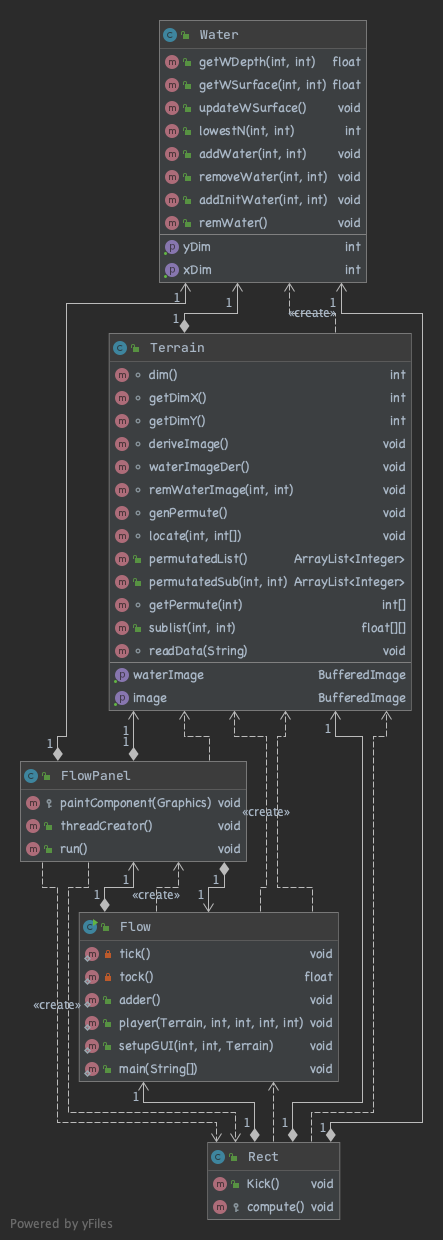 Water
getWDepth(int, int) float
getWSurface(int, int) float
updateWSurface() void
lowestN(int, int) int
addWater(int, int) void
removeWater(int, int) void
addInitWater(int, int) void
remWater() void
yDim int
xDim int
1 1 «create» 1
1
Terrain
dim() int
getDimX() int
getDimY() int
deriveImage() void
waterImageDer() void
remWaterImage(int, int) void
genPermute() void
locate(int, int[]) void
permutatedList() ArrayList<Integer>
permutatedSub(int, int) ArrayList<Integer>
getPermute(int) int[]
sublist(int, int) float[][]
readData(String) void
waterImage BufferedImage
image BufferedImage
1 1
1 1
FlowPanel
paintComponent(Graphics) void
threadCreator() void
run() void
«create»
1 1
1 «create» 1
Flow
tick() void
tock() float
adder() void
player(Terrain, int, int, int, int) void
setupGUI(int, int, Terrain) void
main(String[]) void
«create»
1
1 1 1
Rect
Kick() void
compute() void
Powered by yFiles